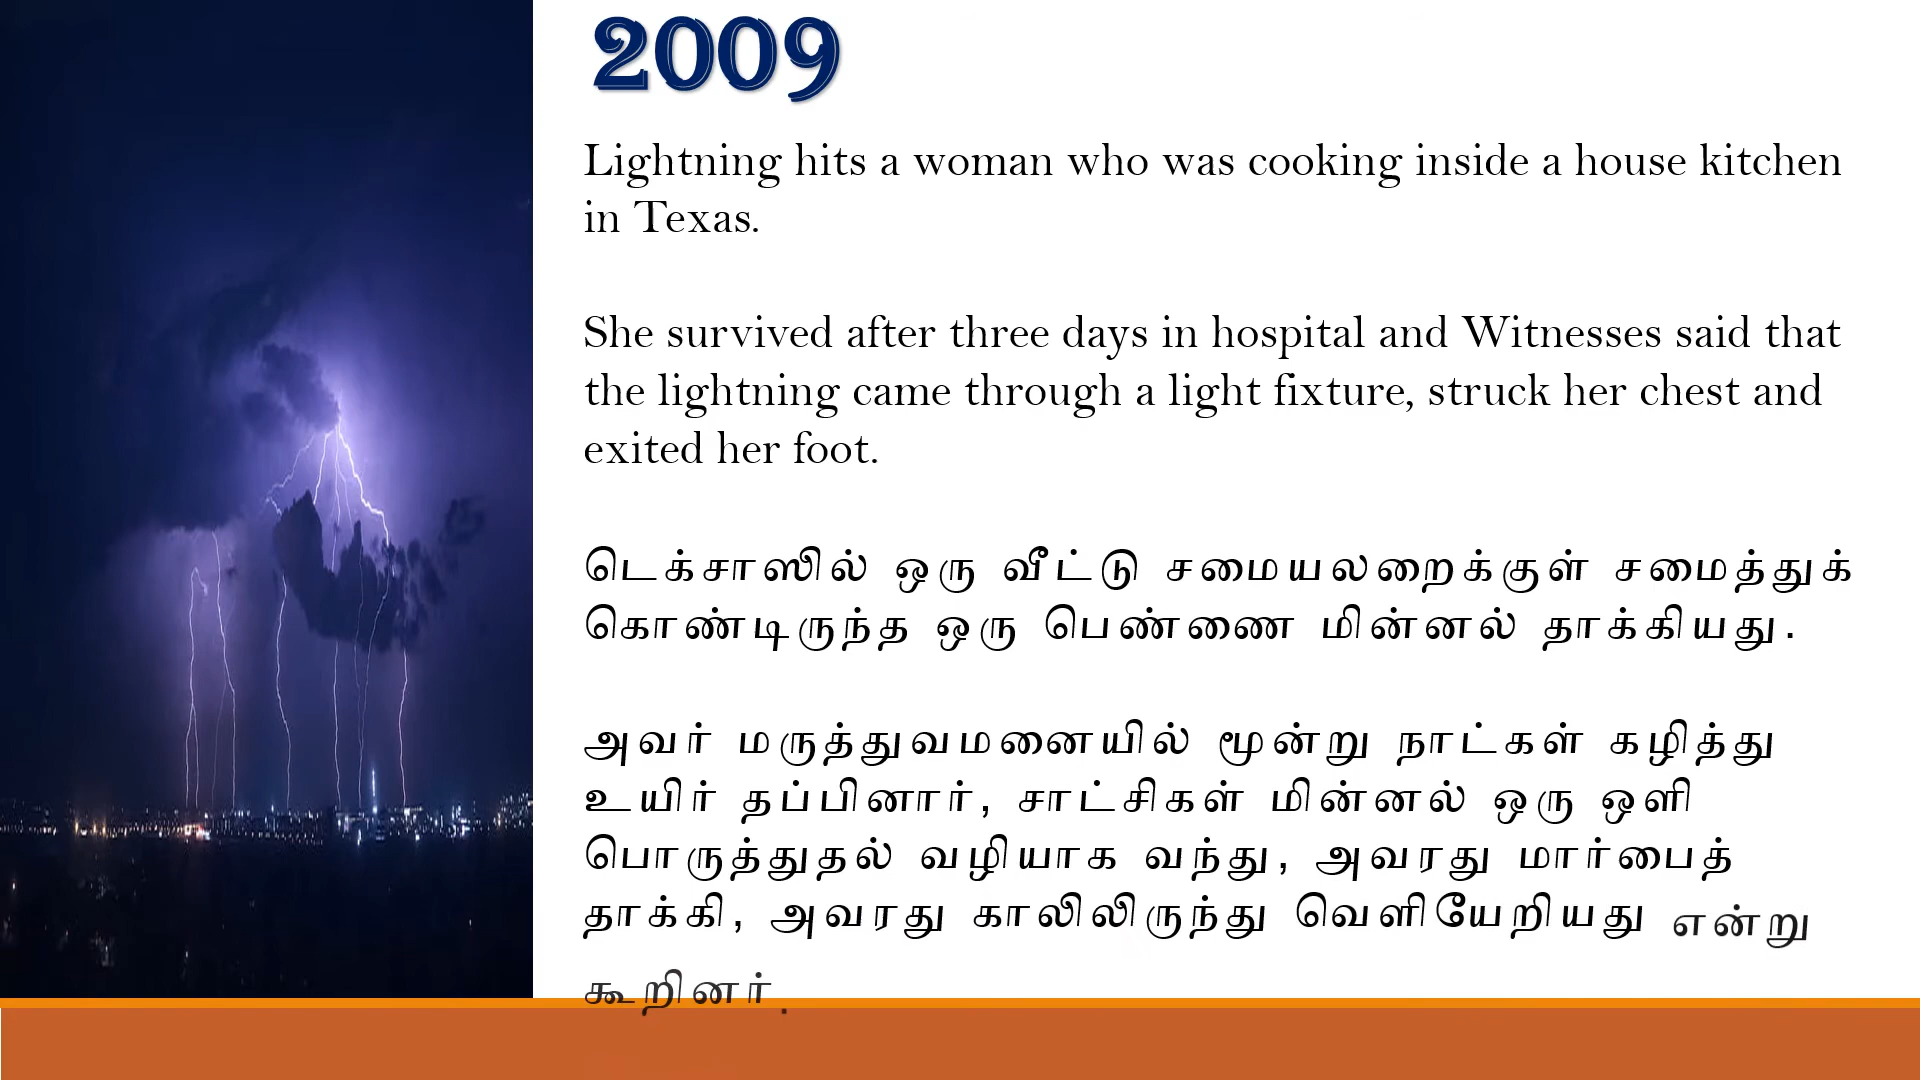 2009
Lightning hits a woman who was cooking inside a house kitchen
in Texas.
She survived after three days in hospital and Witnesses said that
the lightning came through a light fixture, struck her chest and
exited her foot.
டெக்சாஸில் ஒரு வீட்டு சமையலறைக்குள் சமைத்துக்
கொண்டிருந்த ஒரு பெண்ணை மின்னல் தாக்கியது.
அவர் மருத்துவமனையில் மூன்று நாட்கள் கழித்து
உயிர் தப்பினார், சாட்சிகள் மின்னல் ஒரு ஒளி
பொருத்துதல் வழியாக வந்து, அவரது மார்பைத்
தாக்கி, அவரது காலிலிருந்து வெளியேறியது என்று
கூறினர்.